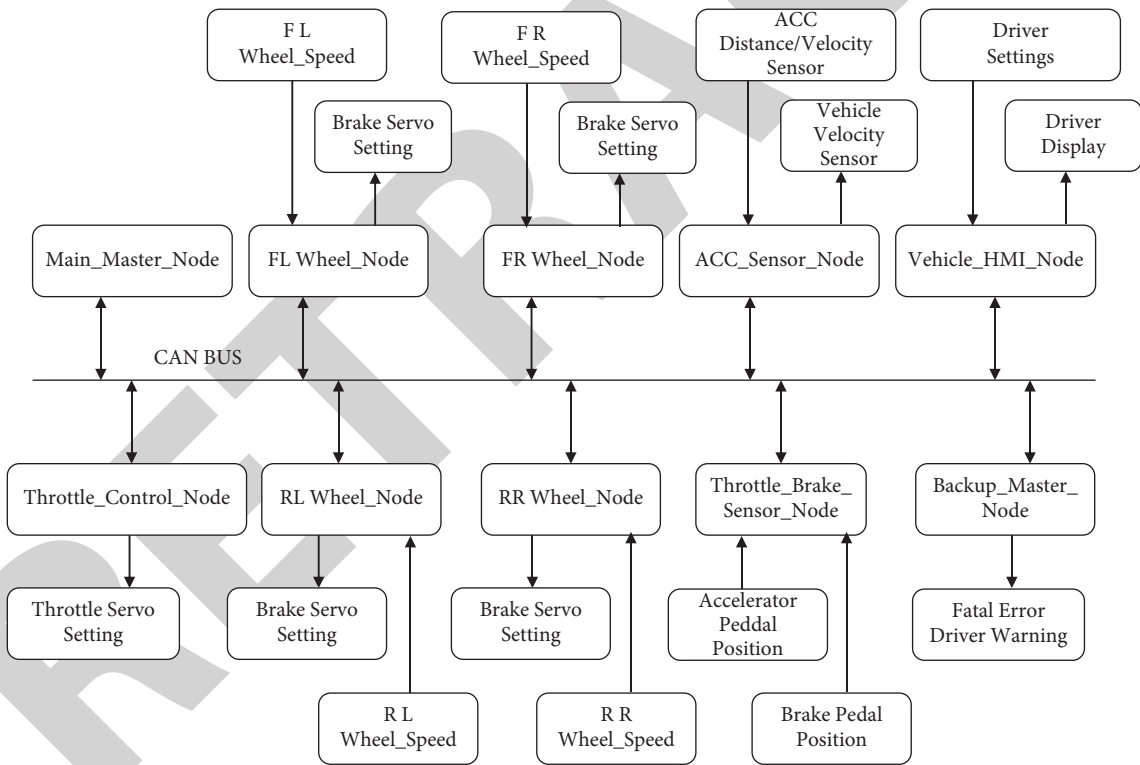 F L
Wheel_Speed
F R
Wheel_Speed
ACC
Distance/Velocity
Sensor
Driver
Settings
Brake Servo
Setting
Brake Servo
Setting
Vehicle
Velocity
Sensor
Driver
Display
Main_Master_Node
FL Wheel_Node
FR Wheel_Node
ACC_Sensor_Node
Vehicle_HMI_Node
CAN BUS
Throttle_Control_Node
RL Wheel_Node
RR Wheel_Node
Throttle_Brake_
Sensor_Node
Backup_Master_
Node
Throttle Servo
Setting
Brake Servo
Setting
Brake Servo
Setting
Accelerator
Peddal
Position
Fatal Error
Driver Warning
R L
Wheel_Speed
R R
Wheel_Speed
Brake Pedal
Position